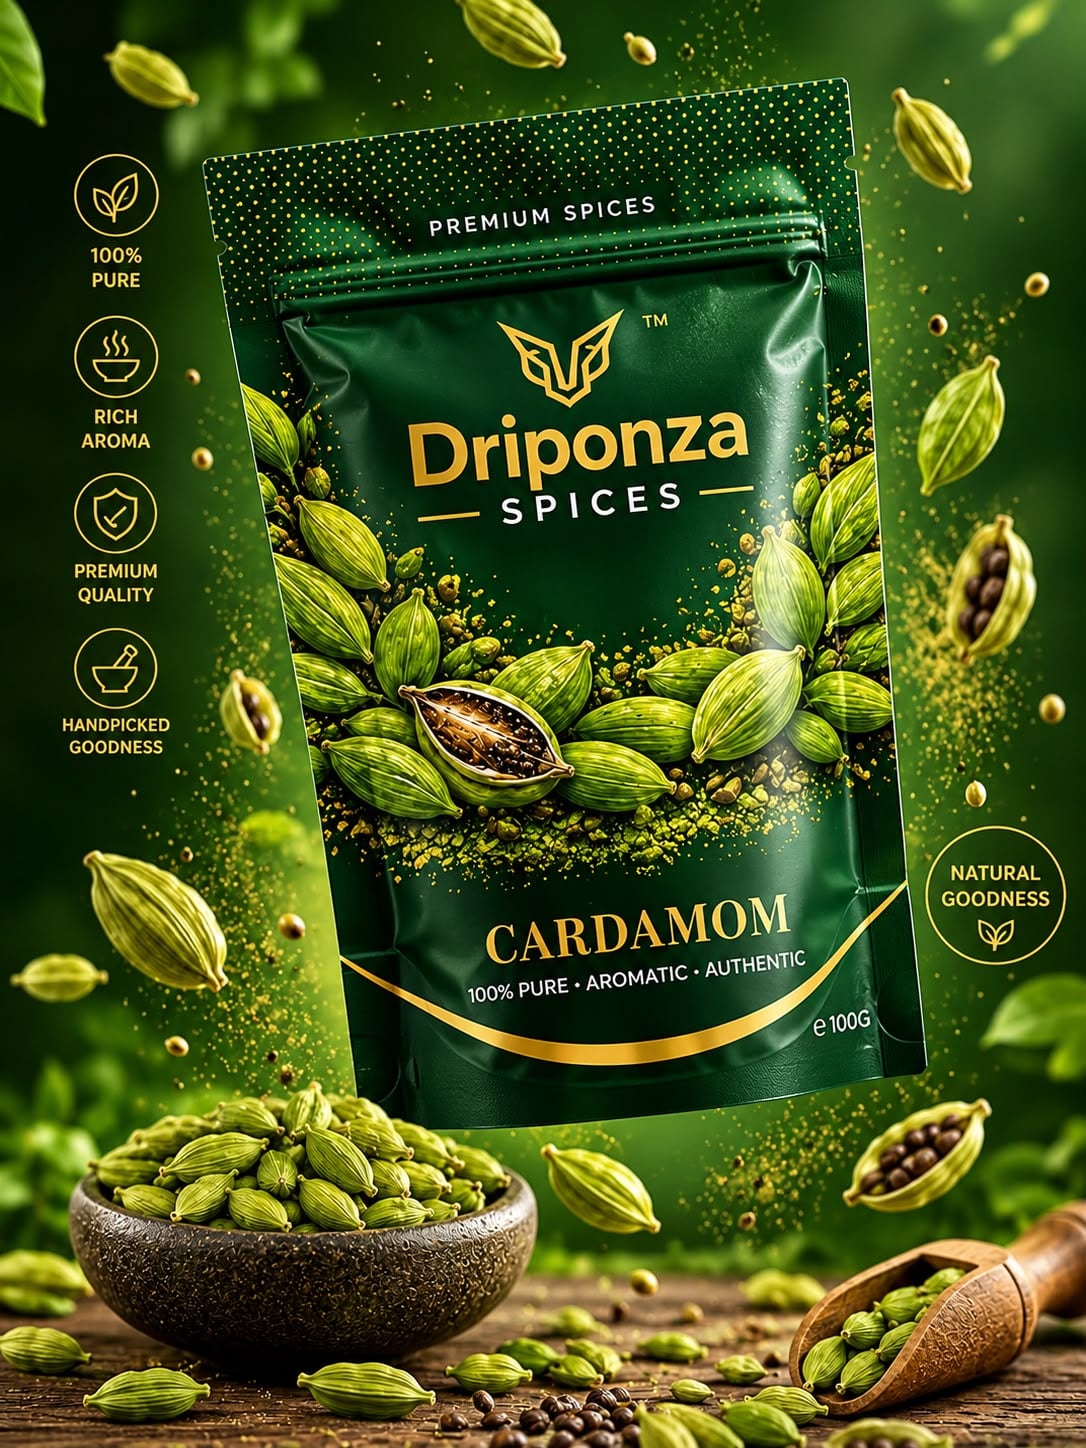 PREMIUM SPICES
TM
Driponza
SPICES
CARDAMOM
100% PURE • AROMATIC • AUTHENTIC
℮ 100G
100%
PURE
RICH
AROMA
PREMIUM
QUALITY
HANDPICKED
GOODNESS
NATURAL
GOODNESS